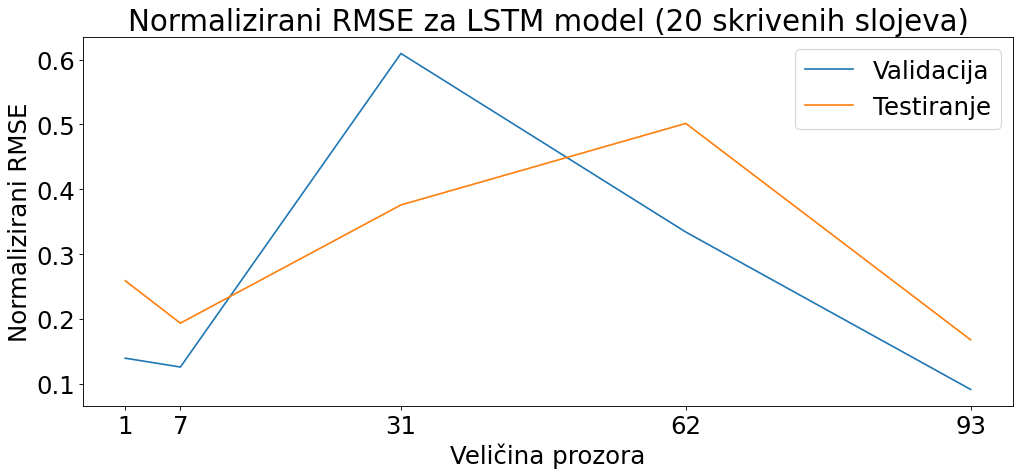 Normalizirani RMSE za LSTM model (20 skrivenih slojeva)
Normalizirani RMSE
0.6
0.5
0.4
0.3
0.2
0.1
Validacija
Testiranje
1 7 31 62 93
Veličina prozora